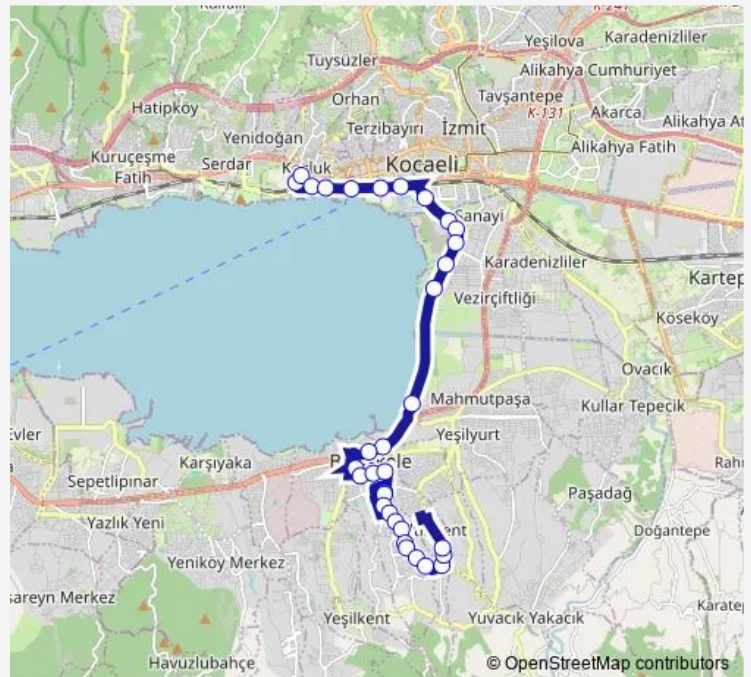 K-241
Yeşilova
Karadenizliler
Tuysüzler
Alikahya Cumhuriyet
Tavşantepe
Orhan
Hatipköy
K-131
Akarca
Terzibayırı
İzmit
Yenidoğan
Alikahya Fatih
Kuruçeşme
Fatih
Serdar
Kocaeli
Sanayi
Karadenizliler
Vezirçiftliği
Köseköy
Ovacık
Mahmutpaşa
Kullar Tepecik
Yeşilyurt
Karşıyaka
Sepetlıpınar
Paşadağ
Yazlık Yeni
Doğantepe
Yeniköy Merkez
Yeşilkent
Yuvacık Yakacık
Havuzlubahçe
© OpenStreetMap contributors